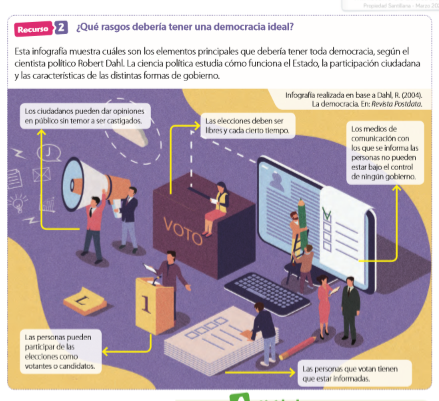 Propiedad Santillana - Marzo 202
Recurso 2 ¿Qué rasgos debería tener una democracia ideal?
Esta infografía muestra cuáles son los elementos principales que debería tener toda democracia, según el
cientista político Robert Dahl. La ciencia política estudia cómo funciona el Estado, la participación ciudadana
y las características de las distintas formas de gobierno.
Infografía realizada en base a Dahl, R. (2004).
La democracia. En: Revista Postdata.
Los ciudadanos pueden dar opiniones
en público sin temor a ser castigados.
Las elecciones deben ser
libres y cada cierto tiempo.
Los medios de
comunicación con
los que se informa las
personas no pueden
estar bajo el control
de ningún gobierno.
VOTO
1
Las personas pueden
participar de las
elecciones como
votantes o candidatos.
Las personas que votan tienen
que estar informadas.